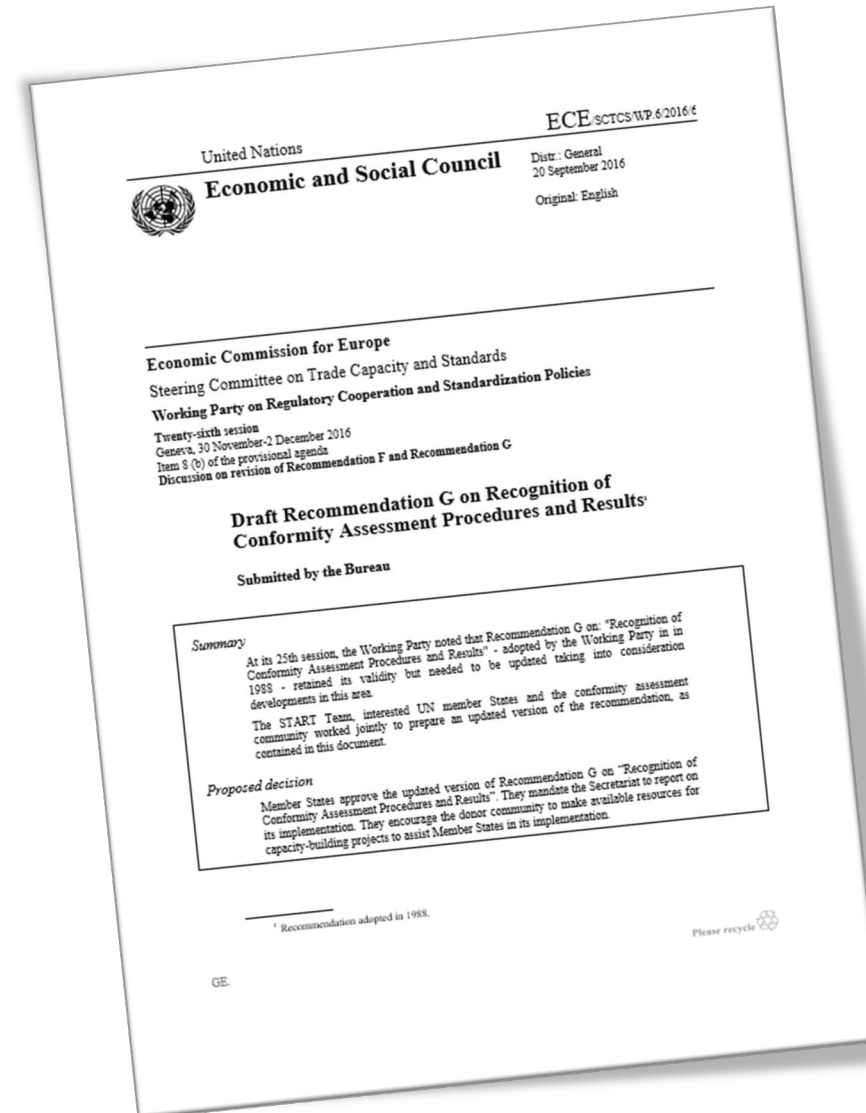 United Nations
ECE/SCTCS/WP.6/2016/6
Economic and Social Council
Distr.: General
20 September 2016
Original: English
Economic Commission for Europe
Steering Committee on Trade Capacity and Standards
Working Party on Regulatory Cooperation and Standardization Policies
Twenty-sixth session
Geneva, 30 November-2 December 2016
Item 8 (b) of the provisional agenda
Discussion on revision of Recommendation F and Recommendation G
Draft Recommendation G on Recognition of
Conformity Assessment Procedures and Results¹
Submitted by the Bureau
Summary
At its 25th session, the Working Party noted that Recommendation G on: "Recognition of
Conformity Assessment Procedures and Results" - adopted by the Working Party in in
1988 - retained its validity but needed to be updated taking into consideration
developments in this area.
The START Team, interested UN member States and the conformity assessment
community worked jointly to prepare an updated version of the recommendation, as
contained in this document.
Proposed decision
Member States approve the updated version of Recommendation G on "Recognition of
Conformity Assessment Procedures and Results". They mandate the Secretariat to report on
its implementation. They encourage the donor community to make available resources for
capacity-building projects to assist Member States in its implementation.
¹ Recommendation adopted in 1988.
Please recycle
GE.